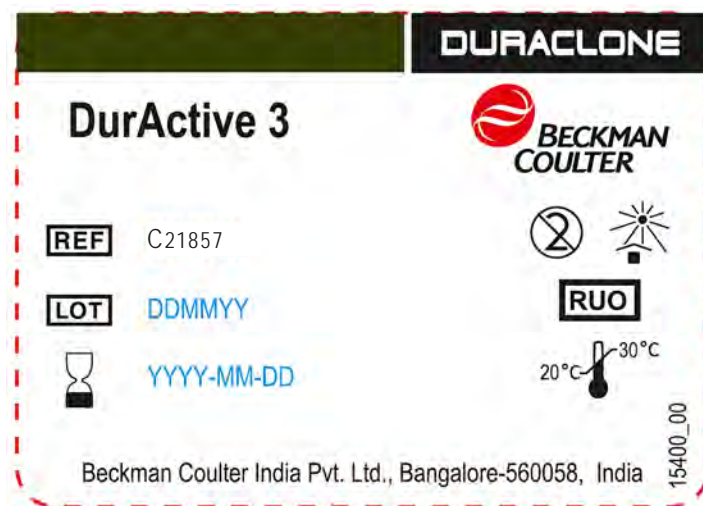 DURACLONE
DurActive 3
BECKMAN
COULTER
REF C21857
2
LOT DDMMYY
RUO
YYYY-MM-DD
20°C 30°C
Beckman Coulter India Pvt. Ltd., Bangalore-560058, India
15400_00